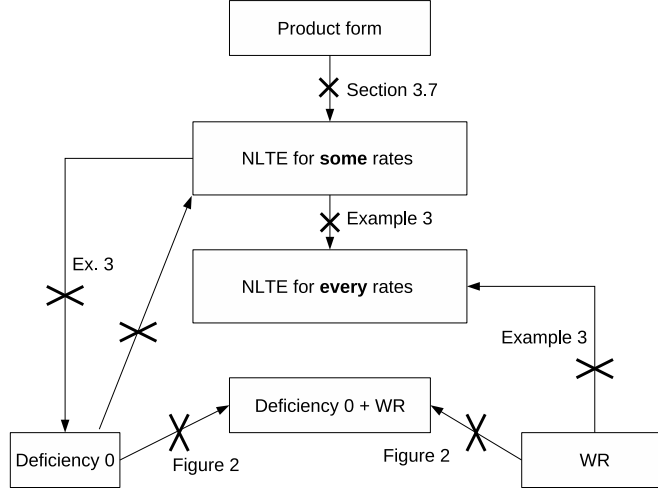 Product form
Section 3.7
NLTE for some rates
Example 3
Ex. 3
NLTE for every rates
Example 3
Deficiency 0 + WR
Deficiency 0
Figure 2
Figure 2
WR